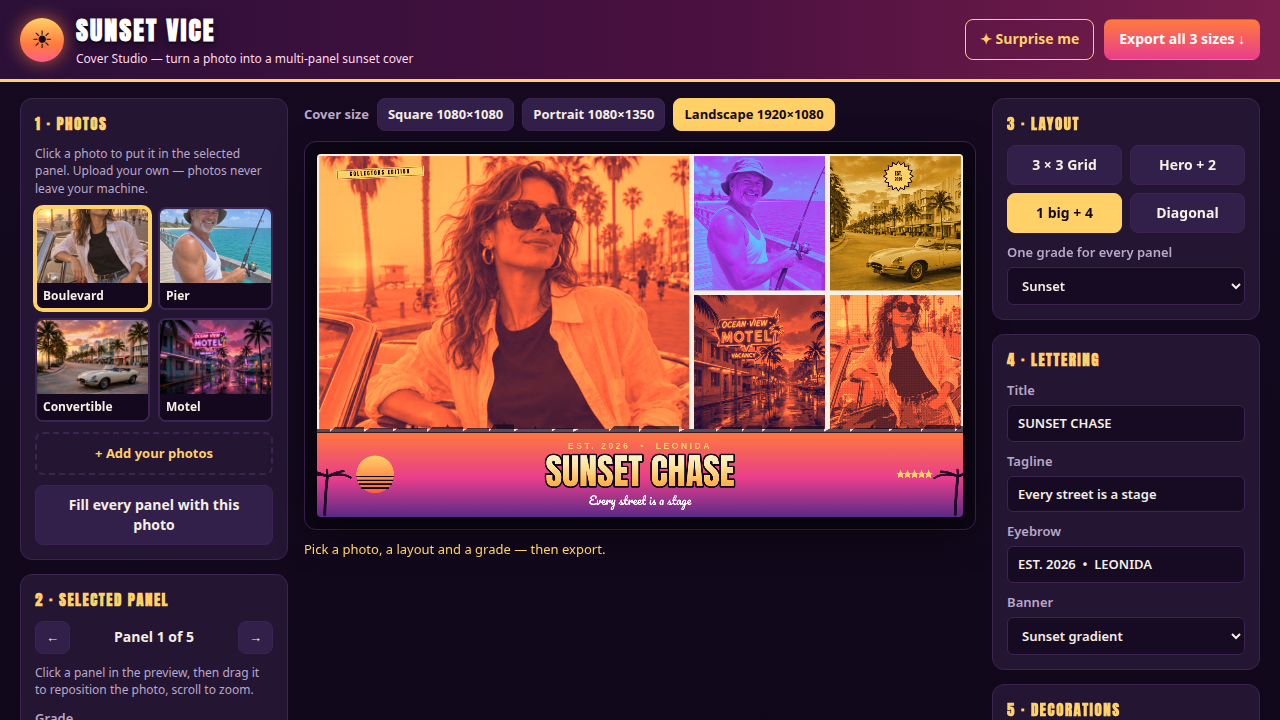 SUNSET VICE
Cover Studio — turn a photo into a multi-panel sunset cover
✦ Surprise me
Export all 3 sizes ↓
1 · PHOTOS
Click a photo to put it in the selected
panel. Upload your own — photos never
leave your machine.
Boulevard
Pier
Convertible
Motel
+ Add your photos
Fill every panel with this
photo
2 · SELECTED PANEL
←
Panel 1 of 5
→
Click a panel in the preview, then drag it
to reposition the photo, scroll to zoom.
Grade
Cover size
Square 1080×1080
Portrait 1080×1350
Landscape 1920×1080
COLLECTORS EDITION
EST.
2026
OCEAN·VIEW
MOTEL
VACANCY
EST. 2026 • LEONIDA
SUNSET CHASE
Every street is a stage
Pick a photo, a layout and a grade — then export.
3 · LAYOUT
3 × 3 Grid
Hero + 2
1 big + 4
Diagonal
One grade for every panel
Sunset
4 · LETTERING
Title
SUNSET CHASE
Tagline
Every street is a stage
Eyebrow
EST. 2026 • LEONIDA
Banner
Sunset gradient
5 · DECORATIONS